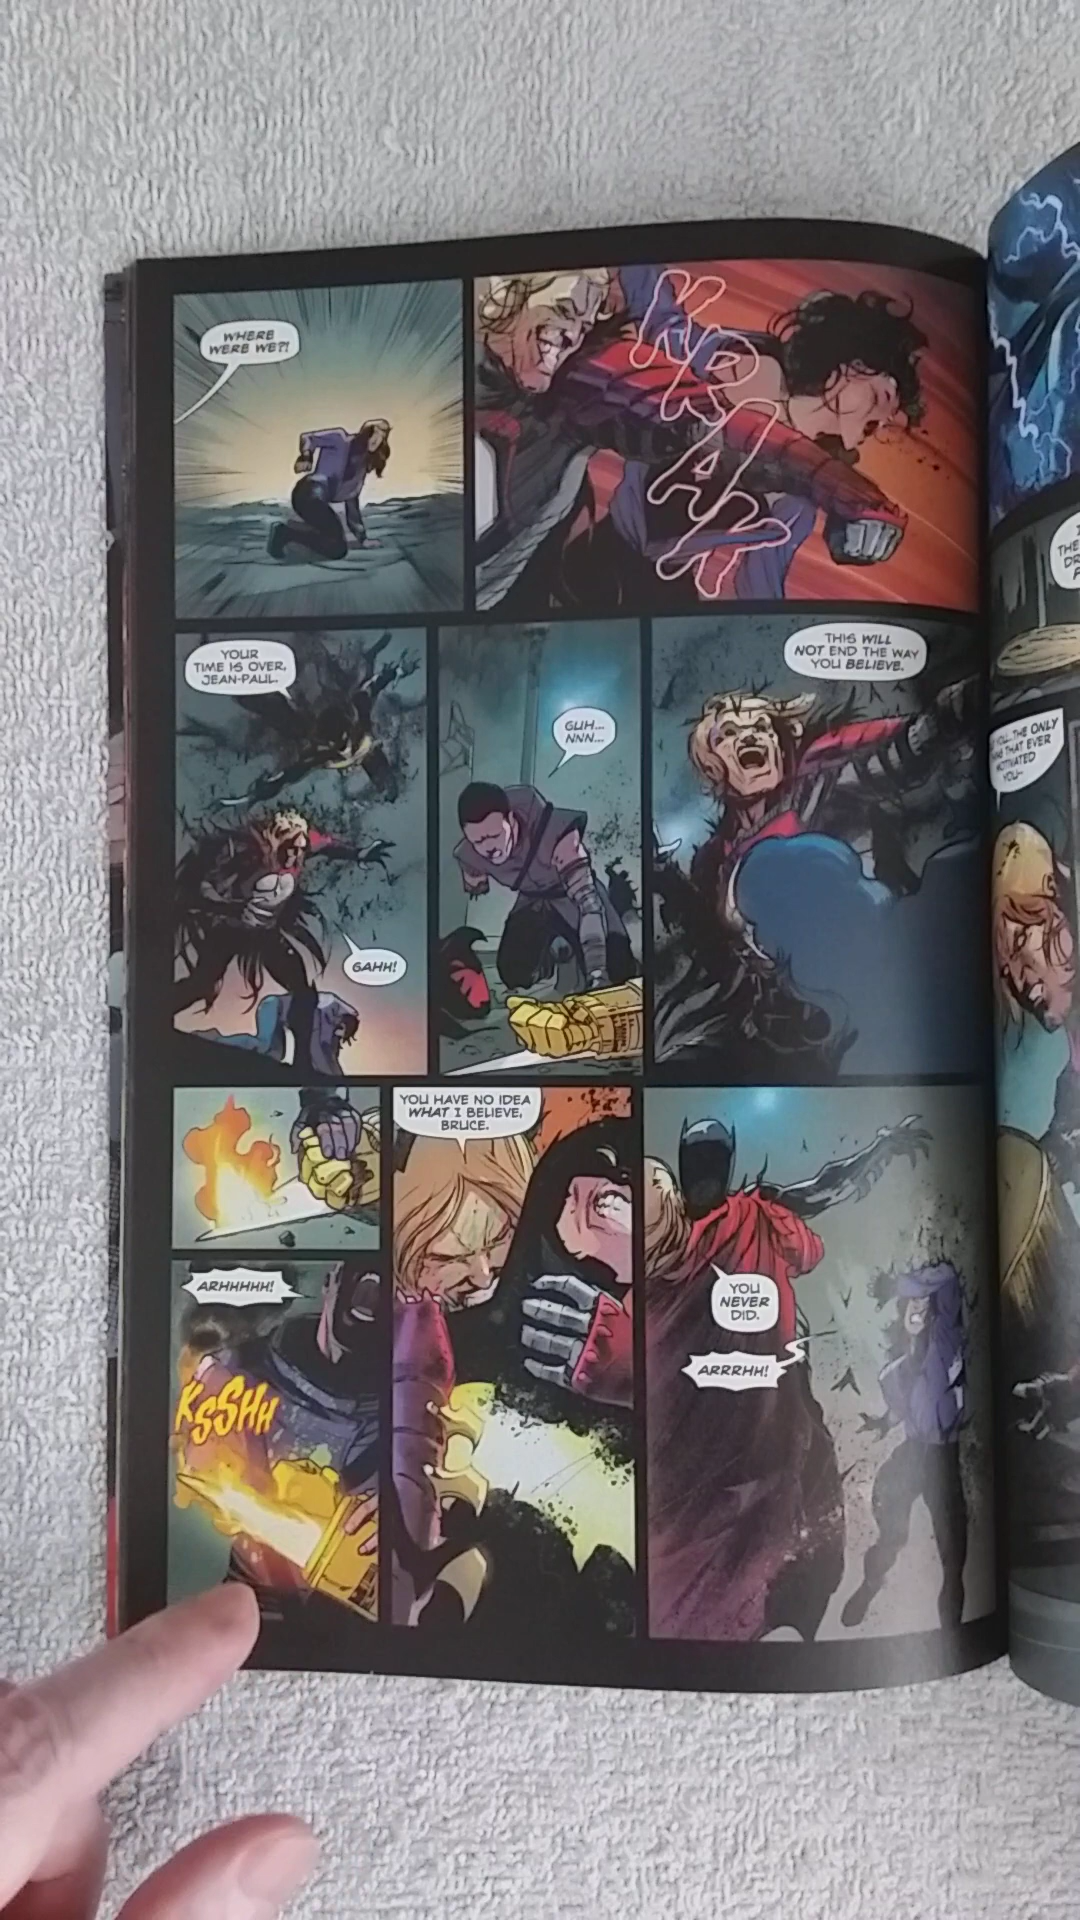 WHERE
WERE WE?!
KRRAKK
YOUR
TIME IS OVER,
JEAN-PAUL.
GAHH!
GUH...
NNN...
THIS WILL
NOT END THE WAY
YOU BELIEVE.
ARHHHHH!
KSSHH
YOU HAVE NO IDEA
WHAT I BELIEVE,
BRUCE.
YOU
NEVER
DID.
ARRRHH!
THE
YOU...THE ONLY
THAT EVER
MOTIVATED
YOU-